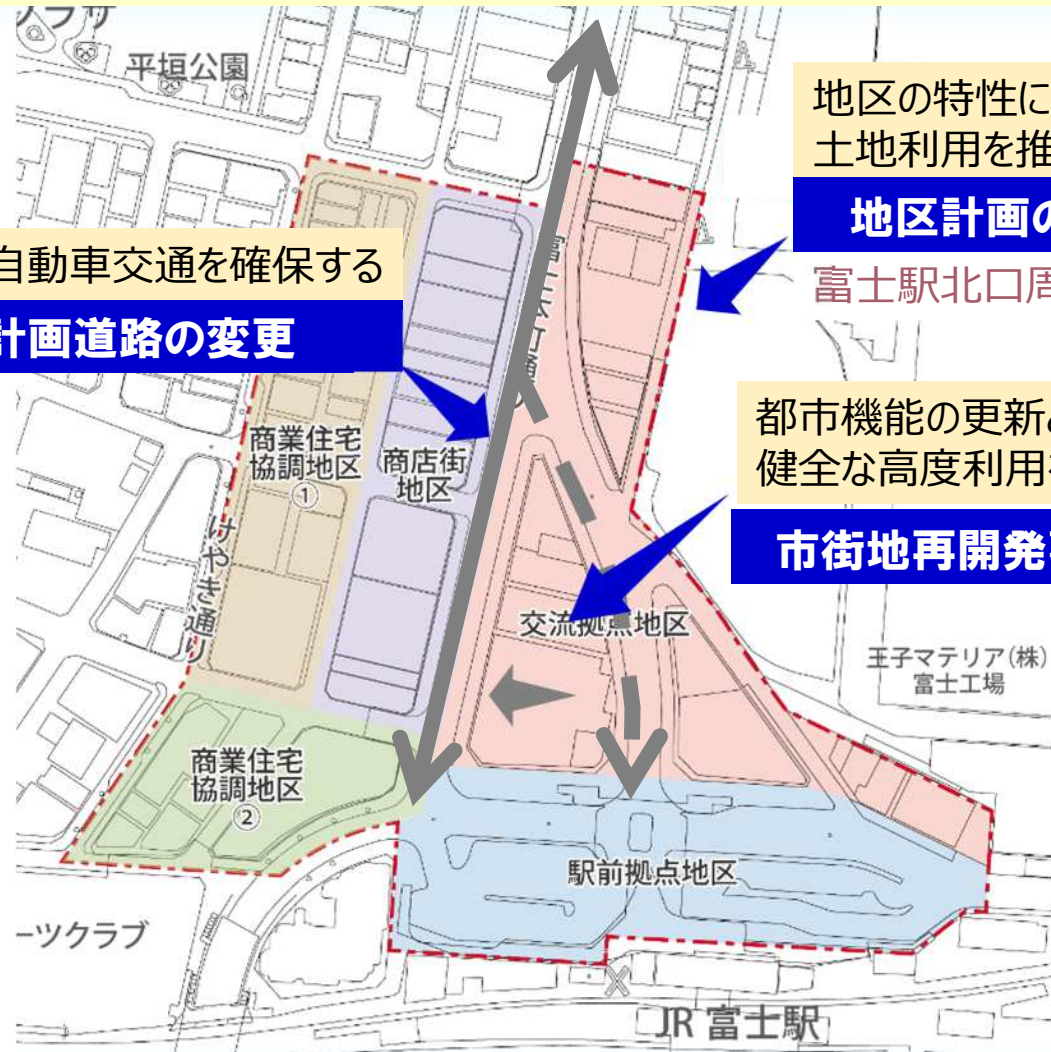 プラザ
平垣公園
地区の特性に
土地利用を推
地区計画の
富士駅北口周
自動車交通を確保する
計画道路の変更
富士本町通り
都市機能の更新
健全な高度利用
市街地再開発
商業住宅
協調地区
①
商店街
地区
けやき通り
交流拠点地区
王子マテリア(株)
富士工場
商業住宅
協調地区
②
駅前拠点地区
ーツクラブ
JR 富士駅